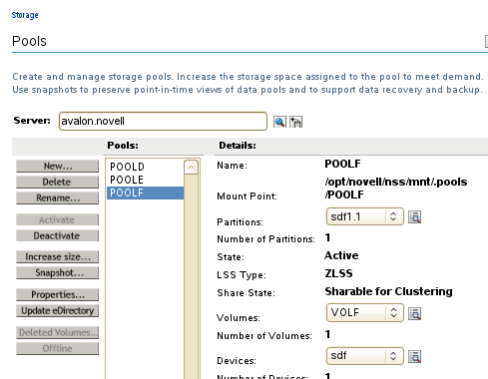 Storage
Pools
Create and manage storage pools. Increase the storage space assigned to the pool to meet demand.
Use snapshots to preserve point-in-time views of data pools and to support data recovery and backup.
Server: avalon.novell
Pools: Details:
New... POOLD Name: POOLF
Delete POOLE /opt/novell/nss/mnt/.pools
Rename... POOLF Mount Point: /POOLF
Activate Partitions: sdf1.1
Deactivate Number of Partitions: 1
Increase size... State: Active
Snapshot... LSS Type: ZLSS
Properties... Share State: Sharable for Clustering
Update eDirectory Volumes: VOLF
Deleted Volumes... Number of Volumes: 1
Offline Devices: sdf
Number of Devices: 1